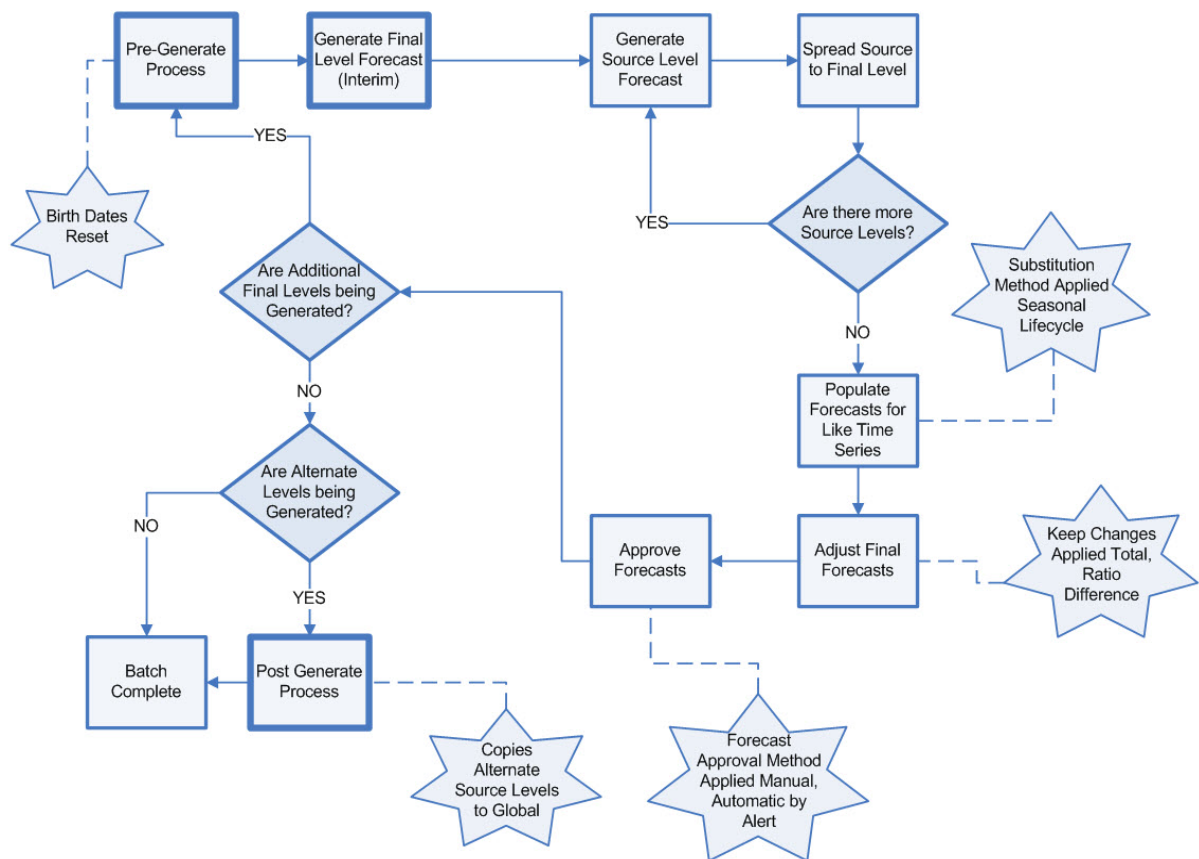 Pre-Generate
Process
Generate Final
Level Forecast
(Interim)
Generate
Source Level
Forecast
Spread Source
to Final Level
YES
Birth Dates
Reset
YES
Are there more
Source Levels?
Substitution
Method Applied
Seasonal
Lifecycle
Are Additional
Final Levels being
Generated?
NO
Populate
Forecasts for
Like Time
Series
NO
Are Alternate
Levels being
Generated?
NO
Approve
Forecasts
Adjust Final
Forecasts
Keep Changes
Applied Total,
Ratio
Difference
YES
Batch
Complete
Post Generate
Process
Copies
Alternate
Source Levels
to Global
Forecast
Approval Method
Applied Manual,
Automatic by
Alert